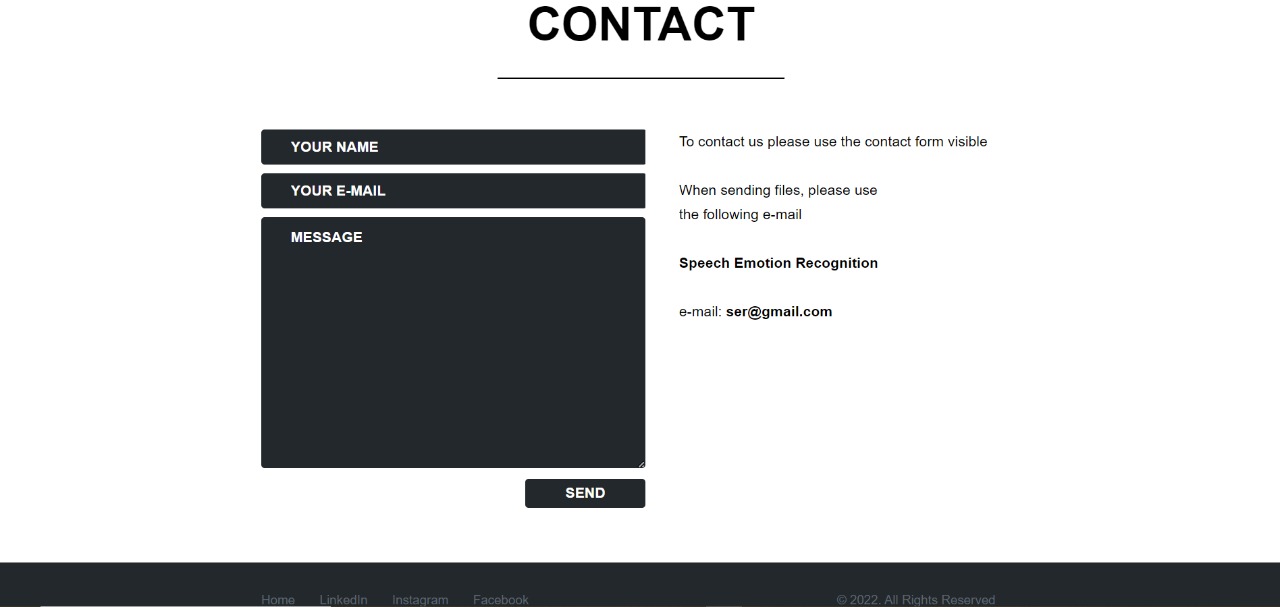 CONTACT
YOUR NAME
YOUR E-MAIL
MESSAGE
SEND
To contact us please use the contact form visible
When sending files, please use
the following e-mail
Speech Emotion Recognition
e-mail: ser@gmail.com
Home LinkedIn Instagram Facebook
© 2022. All Rights Reserved